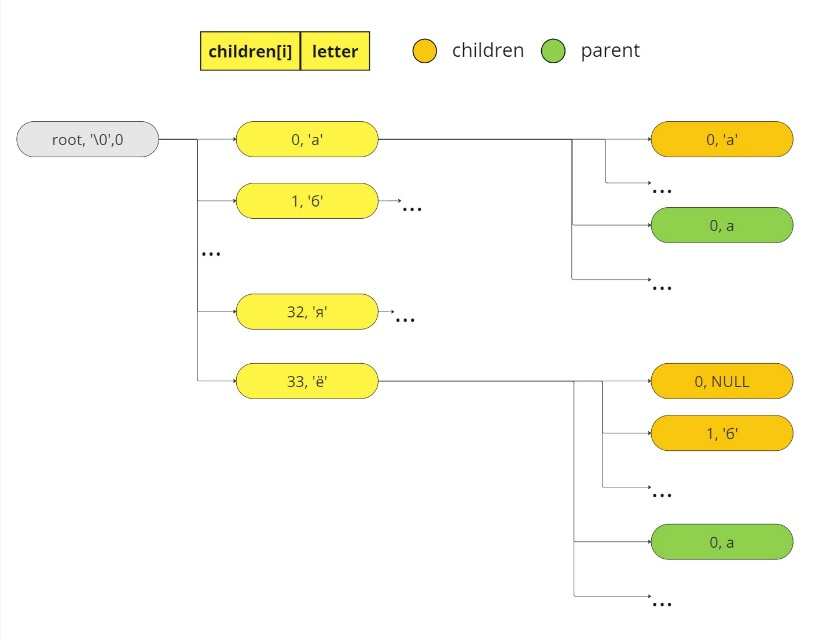 children[i] letter children parent
root, '\0',0
0, 'а'
0, 'а'
1, 'б'
...
...
0, а
...
...
32, 'я'
...
33, 'ё'
0, NULL
1, 'б'
...
0, а
...